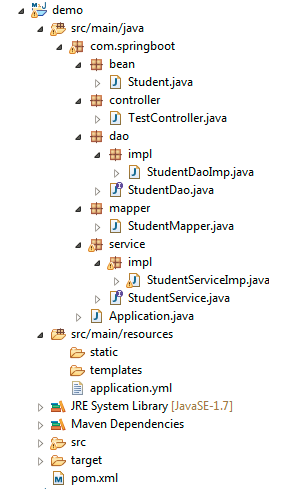 demo
src/main/java
com.springboot
bean
Student.java
controller
TestController.java
dao
impl
StudentDaoImp.java
StudentDao.java
mapper
StudentMapper.java
service
impl
StudentServiceImp.java
StudentService.java
Application.java
src/main/resources
static
templates
application.yml
JRE System Library [JavaSE-1.7]
Maven Dependencies
src
target
pom.xml